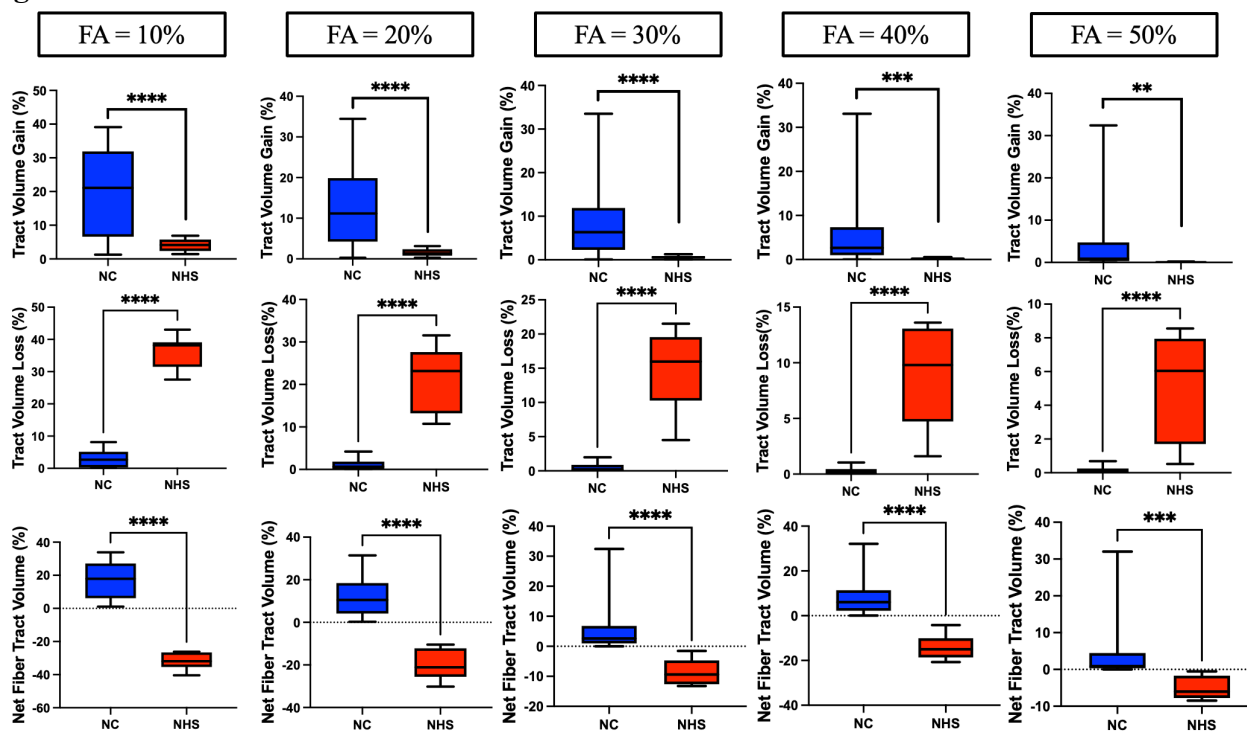 FA = 10%
FA = 20%
FA = 30%
FA = 40%
FA = 50%
Tract Volume Gain (%)
50
40
30
20
10
0
****
NC
NHS
Tract Volume Gain (%)
40
30
20
10
0
****
NC
NHS
Tract Volume Gain (%)
40
30
20
10
0
****
NC
NHS
Tract Volume Gain (%)
40
30
20
10
0
***
NC
NHS
Tract Volume Gain (%)
40
30
20
10
0
**
NC
NHS
Tract Volume Loss (%)
50
40
30
20
10
0
****
NC
NHS
Tract Volume Loss(%)
40
30
20
10
0
****
NC
NHS
Tract Volume Loss (%)
30
25
20
15
10
5
0
****
NC
NHS
Tract Volume Loss(%)
15
10
5
0
****
NC
NHS
Tract Volume Loss(%)
10
8
6
4
2
0
****
NC
NHS
Net Fiber Tract Volume (%)
40
20
0
-20
-40
-60
****
NC
NHS
Net Fiber Tract Volume (%)
40
20
0
-20
-40
****
NC
NHS
Net Fiber Tract Volume (%)
40
30
20
10
0
-10
-20
****
NC
NHS
Net Fiber Tract Volume (%)
40
20
0
-20
-40
****
NC
NHS
Net Fiber Tract Volume (%)
40
30
20
10
0
-10
***
NC
NHS